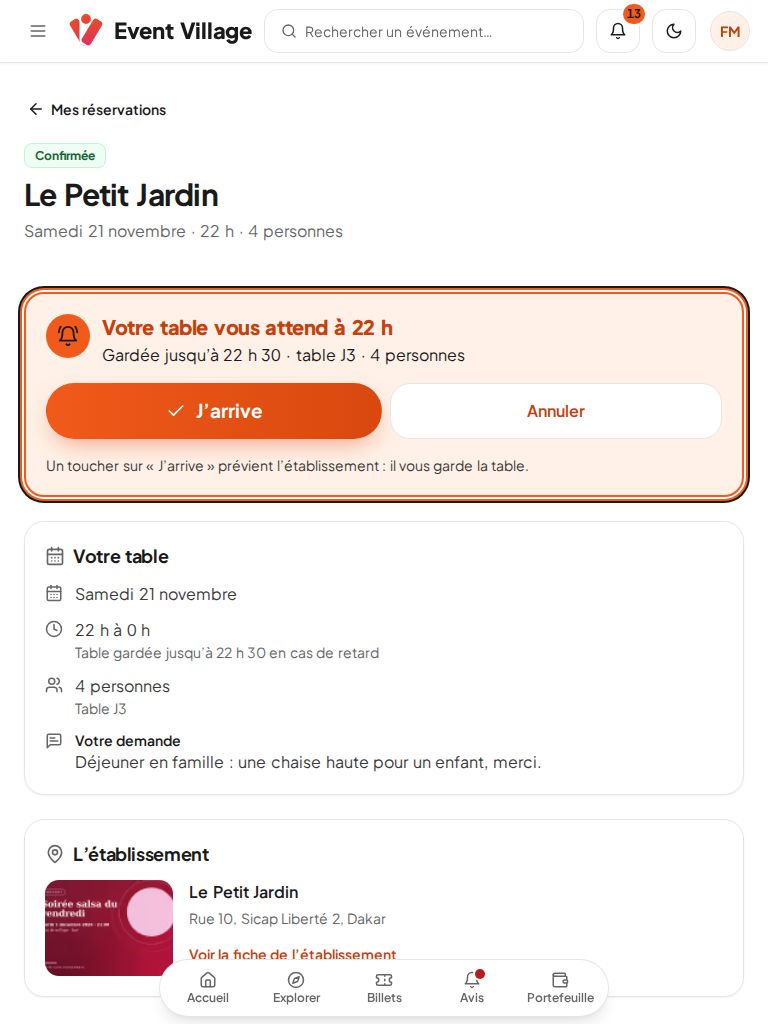 Event Village
Rechercher un événement…
13
FM
Mes réservations
Confirmée
Le Petit Jardin
Samedi 21 novembre · 22 h · 4 personnes
Votre table vous attend à 22 h
Gardée jusqu’à 22 h 30 · table J3 · 4 personnes
J’arrive
Annuler
Un toucher sur « J’arrive » prévient l’établissement : il vous garde la table.
Votre table
Samedi 21 novembre
22 h à 0 h
Table gardée jusqu’à 22 h 30 en cas de retard
4 personnes
Table J3
Votre demande
Déjeuner en famille : une chaise haute pour un enfant, merci.
L’établissement
Soirée salsa du
vendredi
Le Petit Jardin
Rue 10, Sicap Liberté 2, Dakar
Voir la fiche de l’établissement
Accueil
Explorer
Billets
Avis
Portefeuille